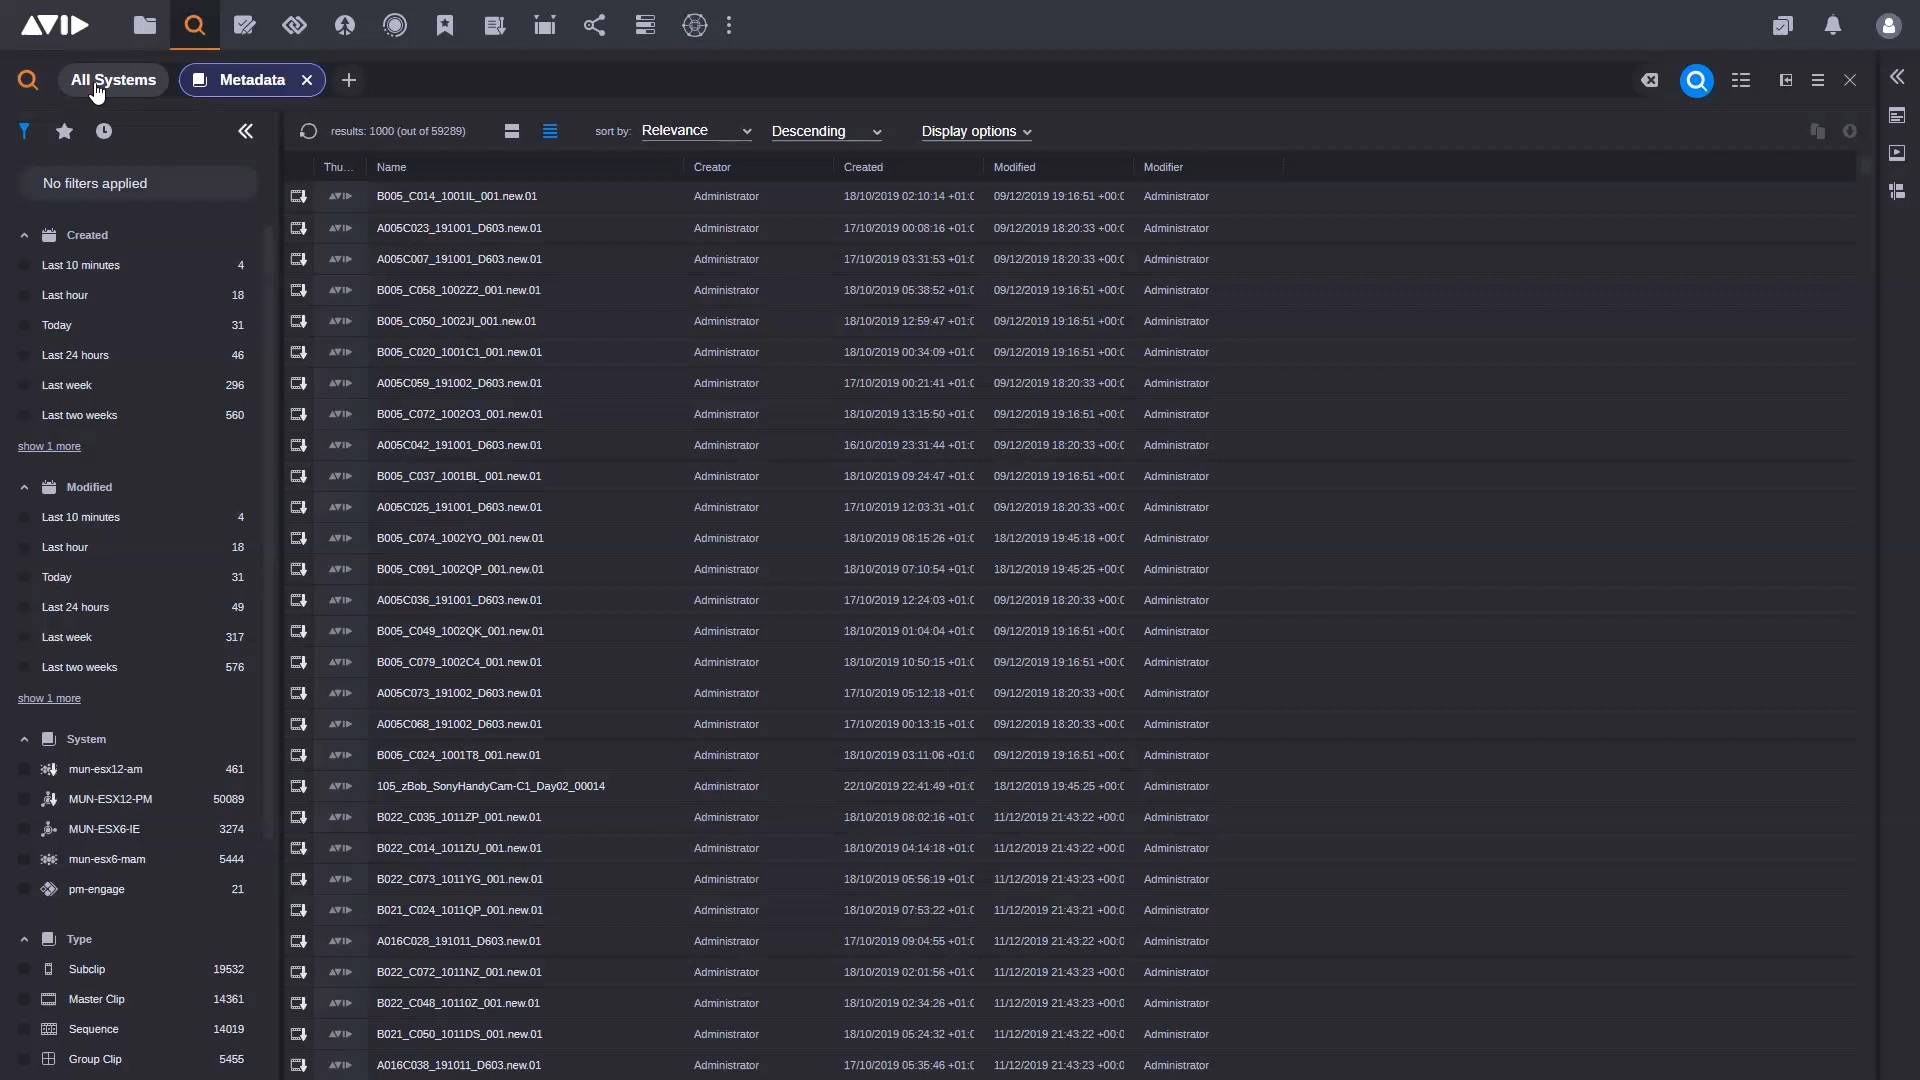 AVID
All Systems
Metadata
results: 1000 (out of 59289)
sort by:
Relevance
Descending
Display options
No filters applied
Created
Last 10 minutes 4
Last hour 18
Today 31
Last 24 hours 46
Last week 296
Last two weeks 560
show 1 more
Modified
Last 10 minutes 4
Last hour 18
Today 31
Last 24 hours 49
Last week 317
Last two weeks 576
show 1 more
System
mun-esx12-am 461
MUN-ESX12-PM 50089
MUN-ESX6-IE 3274
mun-esx6-mam 5444
pm-engage 21
Type
Subclip 19532
Master Clip 14361
Sequence 14019
Group Clip 5455
Thu... Name Creator Created Modified Modifier
B005_C014_1001IL_001.new.01 Administrator 18/10/2019 02:10:14 +01:0 09/12/2019 19:16:51 +00:0 Administrator
A005C023_191001_D603.new.01 Administrator 17/10/2019 00:08:16 +01:0 09/12/2019 18:20:33 +00:0 Administrator
A005C007_191001_D603.new.01 Administrator 17/10/2019 03:31:53 +01:0 09/12/2019 18:20:33 +00:0 Administrator
B005_C058_1002Z2_001.new.01 Administrator 18/10/2019 05:38:52 +01:0 09/12/2019 19:16:51 +00:0 Administrator
B005_C050_1002JI_001.new.01 Administrator 18/10/2019 12:59:47 +01:0 09/12/2019 19:16:51 +00:0 Administrator
B005_C020_1001C1_001.new.01 Administrator 18/10/2019 00:34:09 +01:0 09/12/2019 19:16:51 +00:0 Administrator
A005C059_191002_D603.new.01 Administrator 17/10/2019 00:21:41 +01:0 09/12/2019 18:20:33 +00:0 Administrator
B005_C072_1002O3_001.new.01 Administrator 18/10/2019 13:15:50 +01:0 09/12/2019 19:16:51 +00:0 Administrator
A005C042_191001_D603.new.01 Administrator 16/10/2019 23:31:44 +01:0 09/12/2019 18:20:33 +00:0 Administrator
B005_C037_1001BL_001.new.01 Administrator 18/10/2019 09:24:47 +01:0 09/12/2019 19:16:51 +00:0 Administrator
A005C025_191001_D603.new.01 Administrator 17/10/2019 12:03:31 +01:0 09/12/2019 18:20:33 +00:0 Administrator
B005_C074_1002YO_001.new.01 Administrator 18/10/2019 08:15:26 +01:0 18/12/2019 19:45:18 +00:0 Administrator
B005_C091_1002QP_001.new.01 Administrator 18/10/2019 07:10:54 +01:0 18/12/2019 19:45:25 +00:0 Administrator
A005C036_191001_D603.new.01 Administrator 17/10/2019 12:24:03 +01:0 09/12/2019 18:20:33 +00:0 Administrator
B005_C049_1002QK_001.new.01 Administrator 18/10/2019 01:04:04 +01:0 09/12/2019 19:16:51 +00:0 Administrator
B005_C079_1002C4_001.new.01 Administrator 18/10/2019 10:50:15 +01:0 09/12/2019 19:16:51 +00:0 Administrator
A005C073_191002_D603.new.01 Administrator 17/10/2019 05:12:18 +01:0 09/12/2019 18:20:33 +00:0 Administrator
A005C068_191002_D603.new.01 Administrator 17/10/2019 00:13:15 +01:0 09/12/2019 18:20:33 +00:0 Administrator
B005_C024_1001T8_001.new.01 Administrator 18/10/2019 03:11:06 +01:0 09/12/2019 19:16:51 +00:0 Administrator
105_zBob_SonyHandyCam-C1_Day02_00014 Administrator 22/10/2019 22:41:49 +01:0 18/12/2019 19:45:25 +00:0 Administrator
B022_C035_1011ZP_001.new.01 Administrator 18/10/2019 08:02:16 +01:0 11/12/2019 21:43:22 +00:0 Administrator
B022_C014_1011ZU_001.new.01 Administrator 18/10/2019 04:14:18 +01:0 11/12/2019 21:43:22 +00:0 Administrator
B022_C073_1011YG_001.new.01 Administrator 18/10/2019 05:56:19 +01:0 11/12/2019 21:43:23 +00:0 Administrator
B021_C024_1011QP_001.new.01 Administrator 18/10/2019 07:53:22 +01:0 11/12/2019 21:43:21 +00:0 Administrator
A016C028_191011_D603.new.01 Administrator 17/10/2019 09:04:55 +01:0 11/12/2019 21:43:22 +00:0 Administrator
B022_C072_1011NZ_001.new.01 Administrator 18/10/2019 02:01:56 +01:0 11/12/2019 21:43:23 +00:0 Administrator
B022_C048_10110Z_001.new.01 Administrator 18/10/2019 02:34:26 +01:0 11/12/2019 21:43:23 +00:0 Administrator
B021_C050_1011DS_001.new.01 Administrator 18/10/2019 05:24:32 +01:0 11/12/2019 21:43:22 +00:0 Administrator
A016C038_191011_D603.new.01 Administrator 17/10/2019 05:35:46 +01:0 11/12/2019 21:43:23 +00:0 Administrator